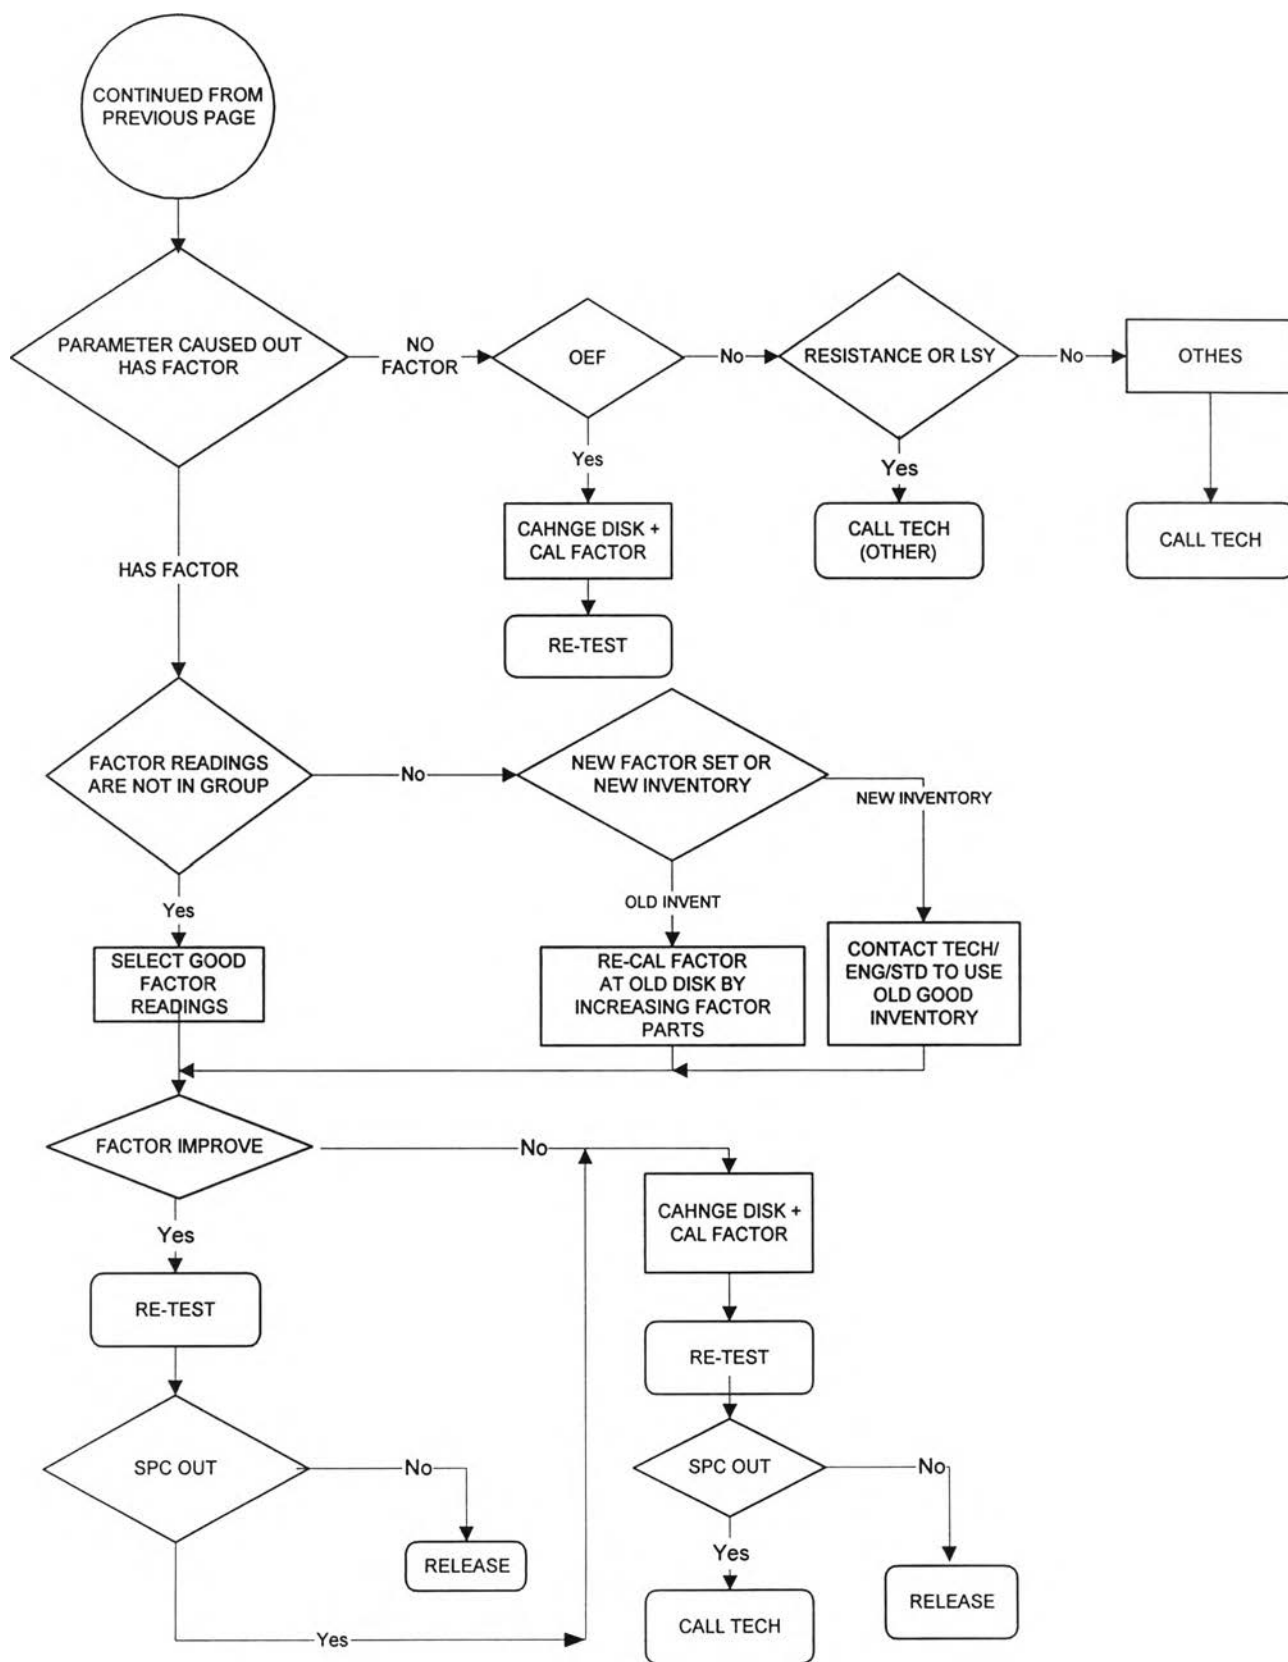 CONTINUED FROM
PREVIOUS PAGE
PARAMETER CAUSED OUT
HAS FACTOR
NO
FACTOR
OEF
No
RESISTANCE OR LSY
No
OTHES
Yes
CAHNGE DISK +
CAL FACTOR
RE-TEST
Yes
CALL TECH
(OTHER)
CALL TECH
HAS FACTOR
FACTOR READINGS
ARE NOT IN GROUP
No
NEW FACTOR SET OR
NEW INVENTORY
NEW INVENTORY
Yes
OLD INVENT
SELECT GOOD
FACTOR
READINGS
RE-CAL FACTOR
AT OLD DISK BY
INCREASING FACTOR
PARTS
CONTACT TECH/
ENG/STD TO USE
OLD GOOD
INVENTORY
FACTOR IMPROVE
No
CAHNGE DISK +
CAL FACTOR
Yes
RE-TEST
RE-TEST
SPC OUT
No
RELEASE
SPC OUT
No
RELEASE
Yes
CALL TECH
Yes